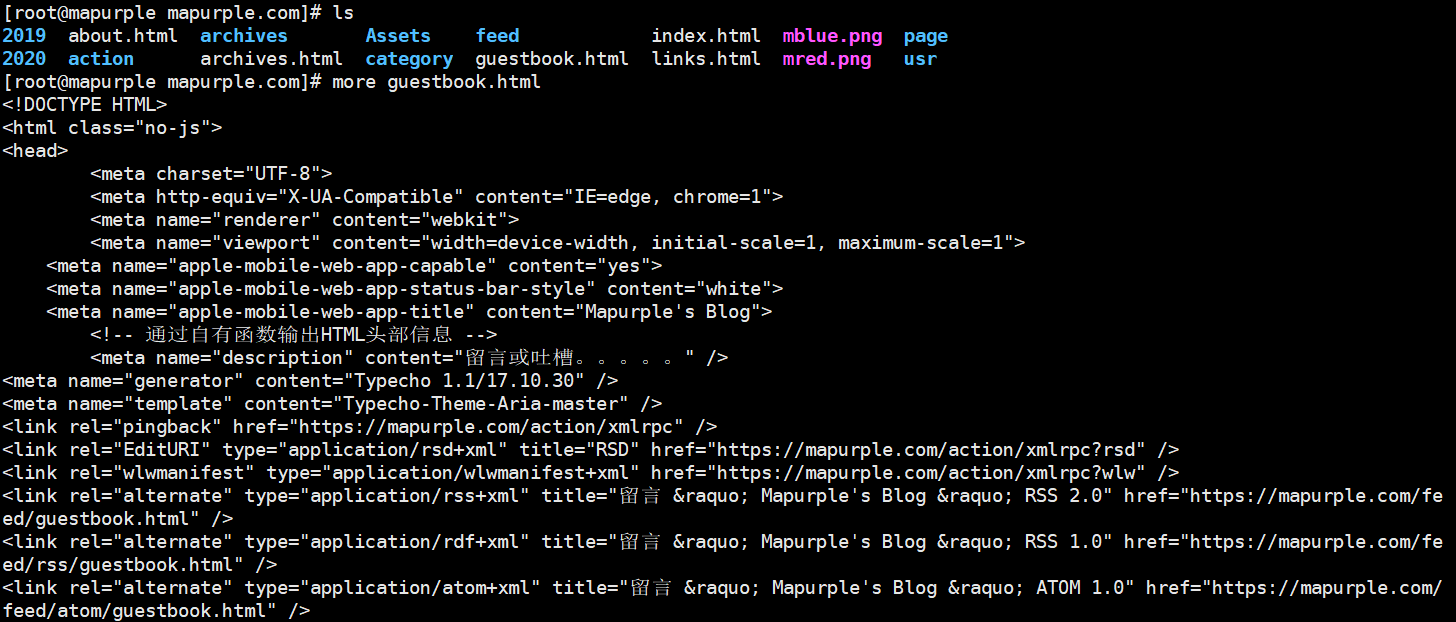 [root@mapurple mapurple.com]# ls
2019  about.html  archives       Assets    feed            index.html  mblue.png  page
2020  action      archives.html  category  guestbook.html  links.html  mred.png   usr
[root@mapurple mapurple.com]# more guestbook.html
<!DOCTYPE HTML>
<html class="no-js">
<head>
        <meta charset="UTF-8">
        <meta http-equiv="X-UA-Compatible" content="IE=edge, chrome=1">
        <meta name="renderer" content="webkit">
        <meta name="viewport" content="width=device-width, initial-scale=1, maximum-scale=1">
    <meta name="apple-mobile-web-app-capable" content="yes">
    <meta name="apple-mobile-web-app-status-bar-style" content="white">
    <meta name="apple-mobile-web-app-title" content="Mapurple's Blog">
        <!-- 通过自有函数输出HTML头部信息 -->
        <meta name="description" content="留言或吐槽。。。。。" />
<meta name="generator" content="Typecho 1.1/17.10.30" />
<meta name="template" content="Typecho-Theme-Aria-master" />
<link rel="pingback" href="https://mapurple.com/action/xmlrpc" />
<link rel="EditURI" type="application/rsd+xml" title="RSD" href="https://mapurple.com/action/xmlrpc?rsd" />
<link rel="wlwmanifest" type="application/wlwmanifest+xml" href="https://mapurple.com/action/xmlrpc?wlw" />
<link rel="alternate" type="application/rss+xml" title="留言 &raquo; Mapurple's Blog &raquo; RSS 2.0" href="https://mapurple.com/fe
ed/guestbook.html" />
<link rel="alternate" type="application/rdf+xml" title="留言 &raquo; Mapurple's Blog &raquo; RSS 1.0" href="https://mapurple.com/fe
ed/rss/guestbook.html" />
<link rel="alternate" type="application/atom+xml" title="留言 &raquo; Mapurple's Blog &raquo; ATOM 1.0" href="https://mapurple.com/
feed/atom/guestbook.html" />